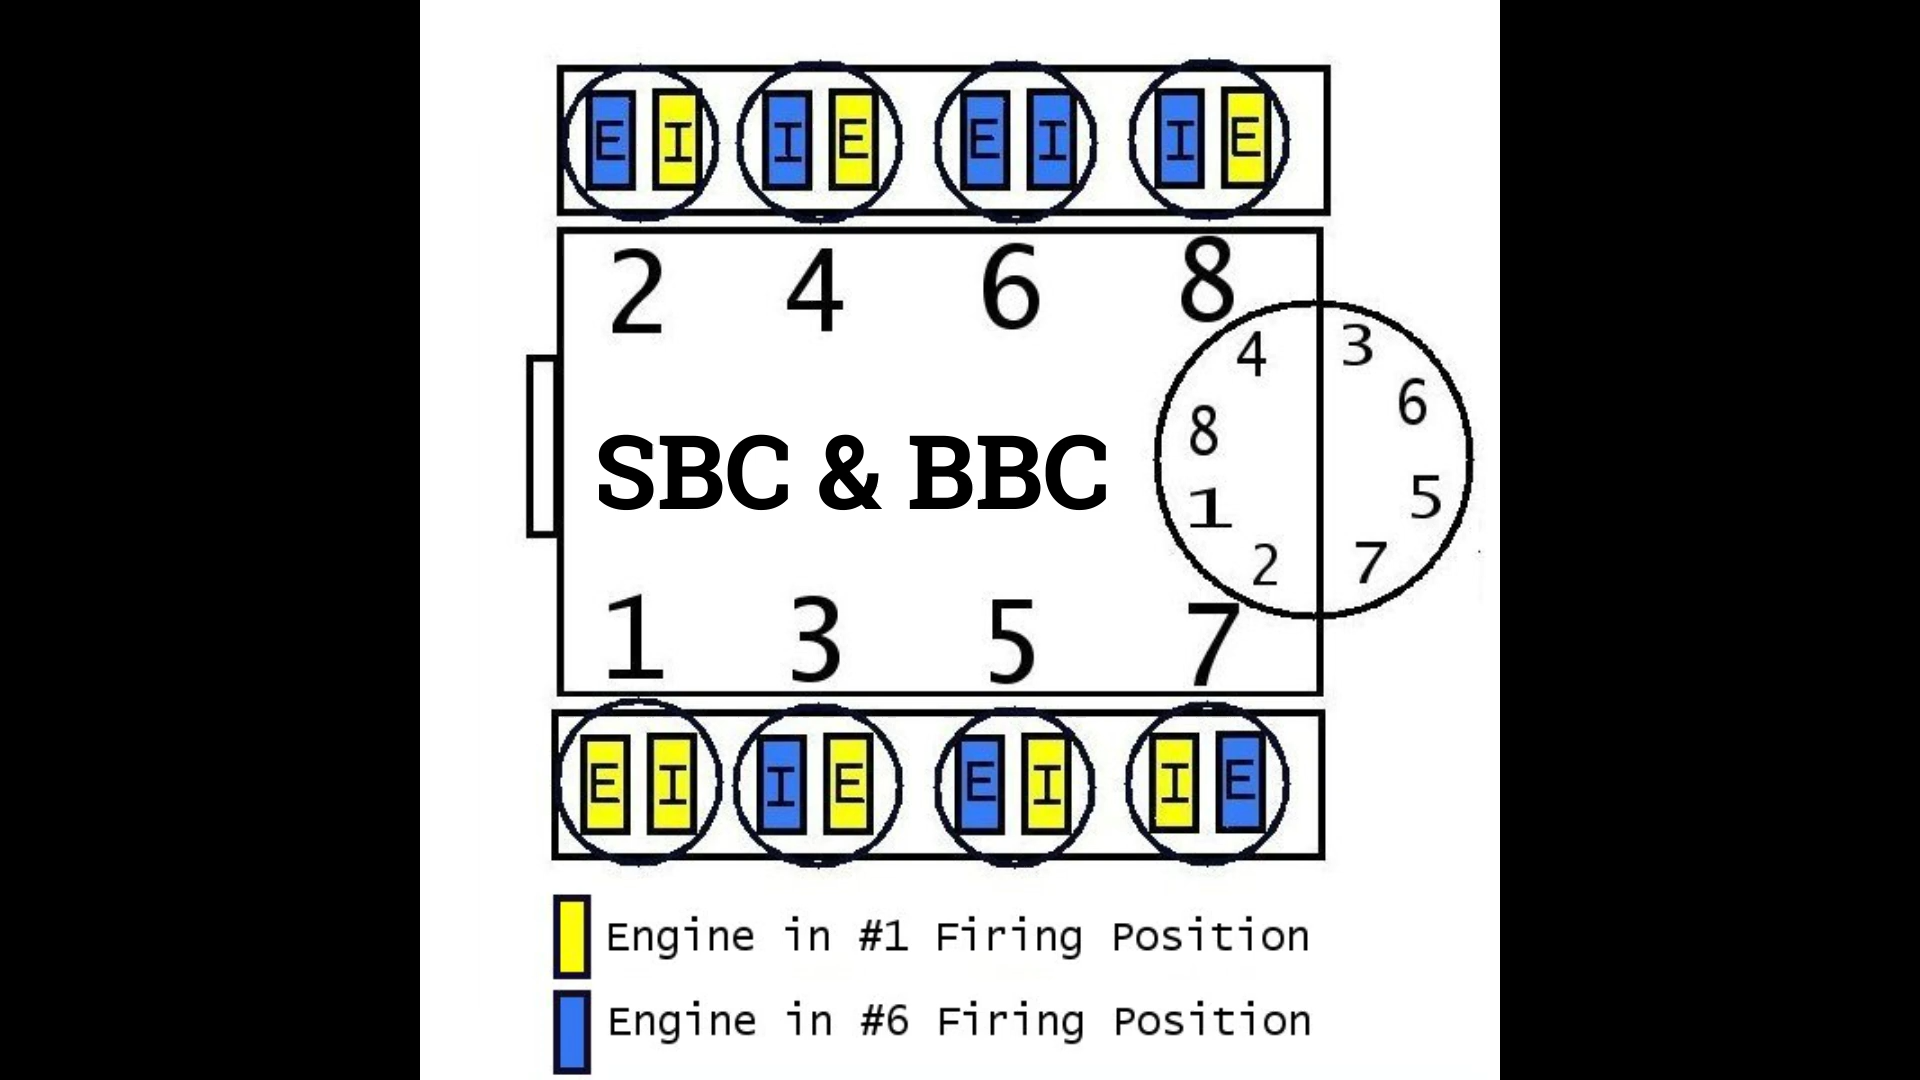 E I I E E I I E
2 4 6 8
4 3
6
8
SBC & BBC
5
1
2 7
1 3 5 7
E I I E E I I E
Engine in #1 Firing Position
Engine in #6 Firing Position